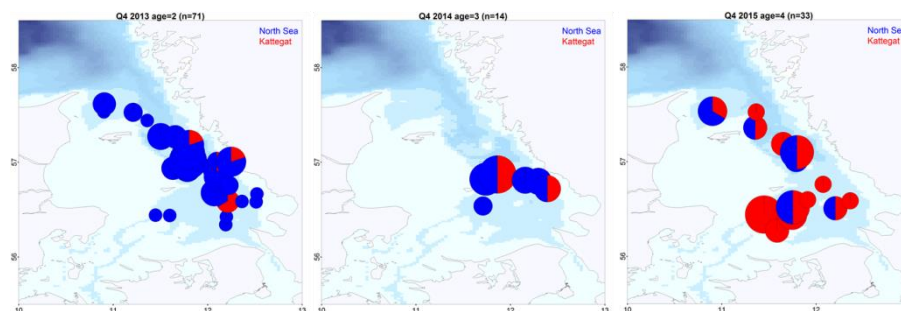 Q4 2013 age=2 (n=71)
North Sea
Kattegat
58
57
56
10
11
12
Q4 2014 age=3 (n=14)
North Sea
Kattegat
58
57
56
10
11
12
Q4 2015 age=4 (n=33)
North Sea
Kattegat
58
57
56
10
11
12